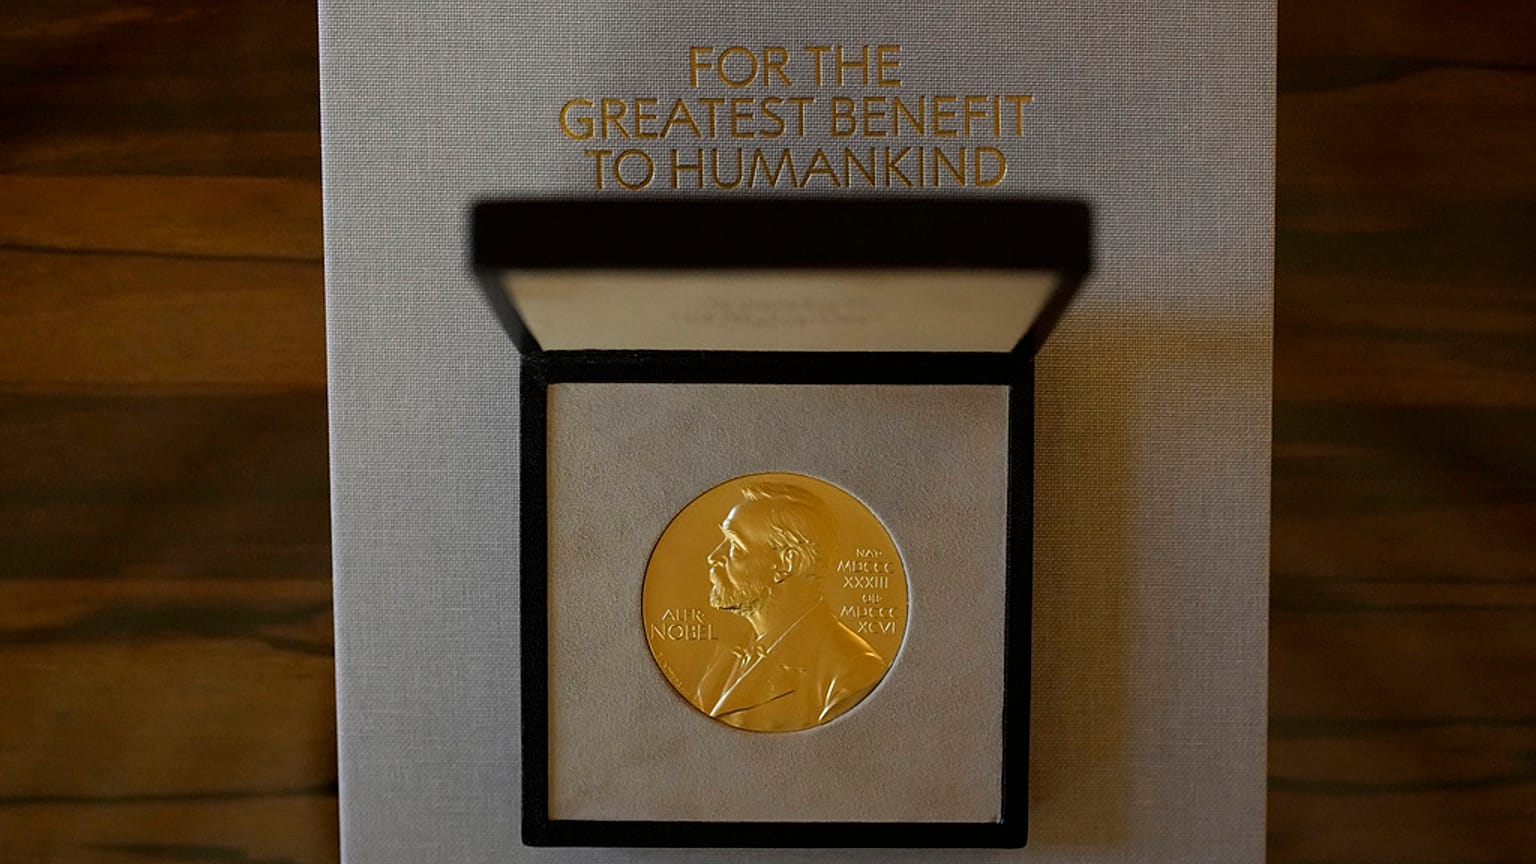 FOR THE
GREATEST BENEFIT
TO HUMANKIND
ALFR·
NOBEL
NAT·
MDCCC
XXXIII
OB·
MDCCC
XCVI